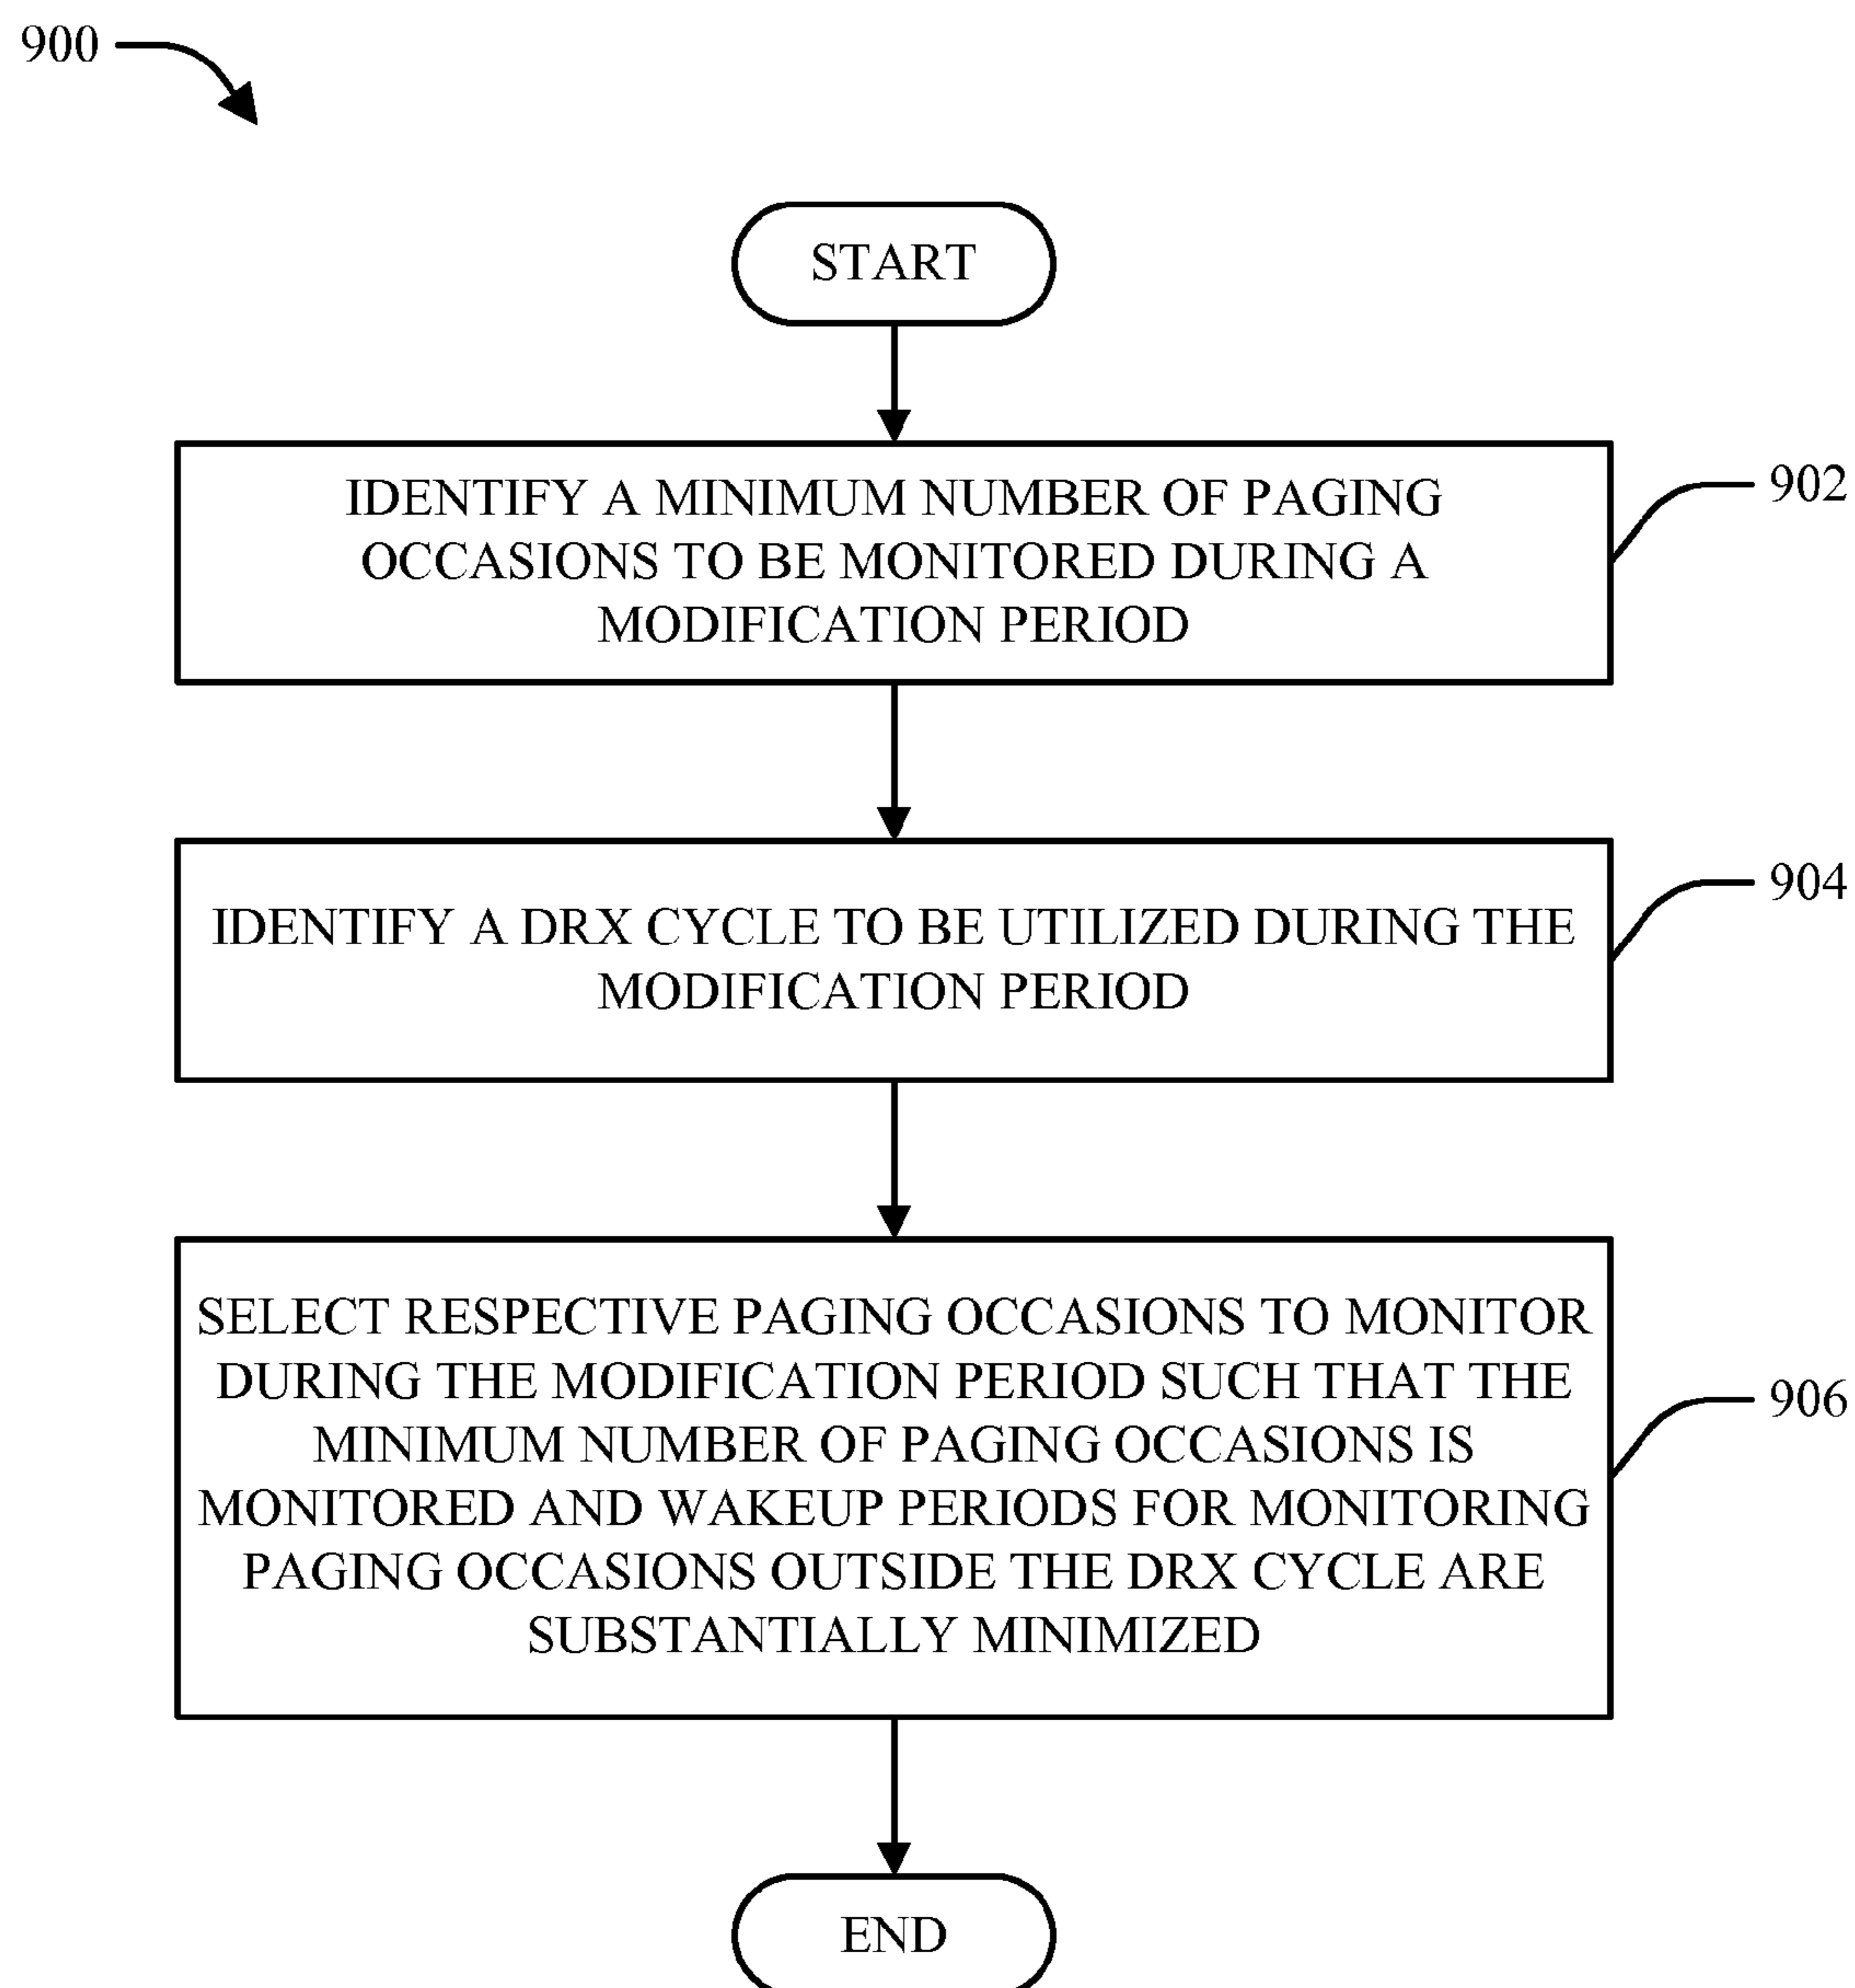 900
START
IDENTIFY A MINIMUM NUMBER OF PAGING
OCCASIONS TO BE MONITORED DURING A
MODIFICATION PERIOD
902
IDENTIFY A DRX CYCLE TO BE UTILIZED DURING THE
MODIFICATION PERIOD
904
SELECT RESPECTIVE PAGING OCCASIONS TO MONITOR
DURING THE MODIFICATION PERIOD SUCH THAT THE
MINIMUM NUMBER OF PAGING OCCASIONS IS
MONITORED AND WAKEUP PERIODS FOR MONITORING
PAGING OCCASIONS OUTSIDE THE DRX CYCLE ARE
SUBSTANTIALLY MINIMIZED
906
END